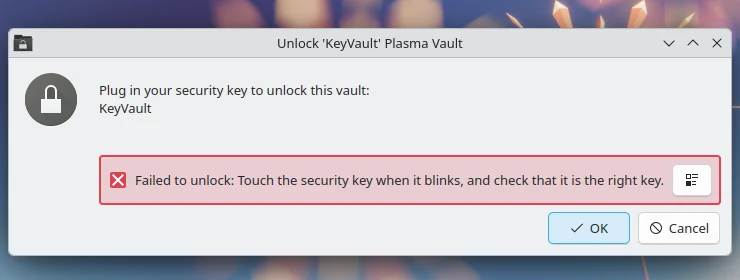 Unlock 'KeyVault' Plasma Vault
Plug in your security key to unlock this vault:
KeyVault
Failed to unlock: Touch the security key when it blinks, and check that it is the right key.
OK
Cancel